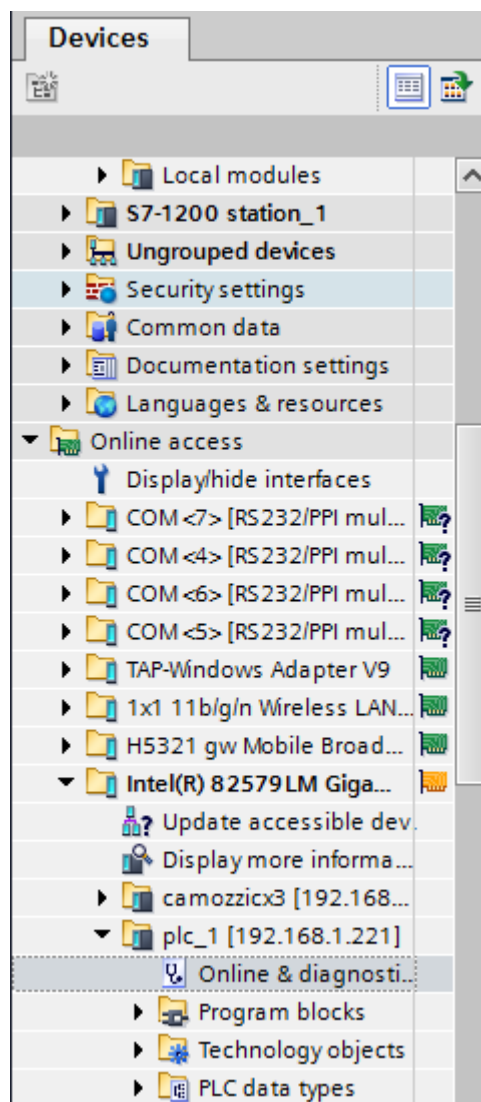 Devices
Local modules
S7-1200 station_1
Ungrouped devices
Security settings
Common data
Documentation settings
Languages & resources
Online access
Display/hide interfaces
COM <7> [RS232/PPI mul...
COM <4> [RS232/PPI mul...
COM <6> [RS232/PPI mul...
COM <5> [RS232/PPI mul...
TAP-Windows Adapter V9
1x1 11b/g/n Wireless LAN...
H5321 gw Mobile Broad...
Intel(R) 82579LM Giga...
Update accessible dev.
Display more informa...
camozzicx3 [192.168...
plc_1 [192.168.1.221]
Online & diagnosti...
Program blocks
Technology objects
PLC data types